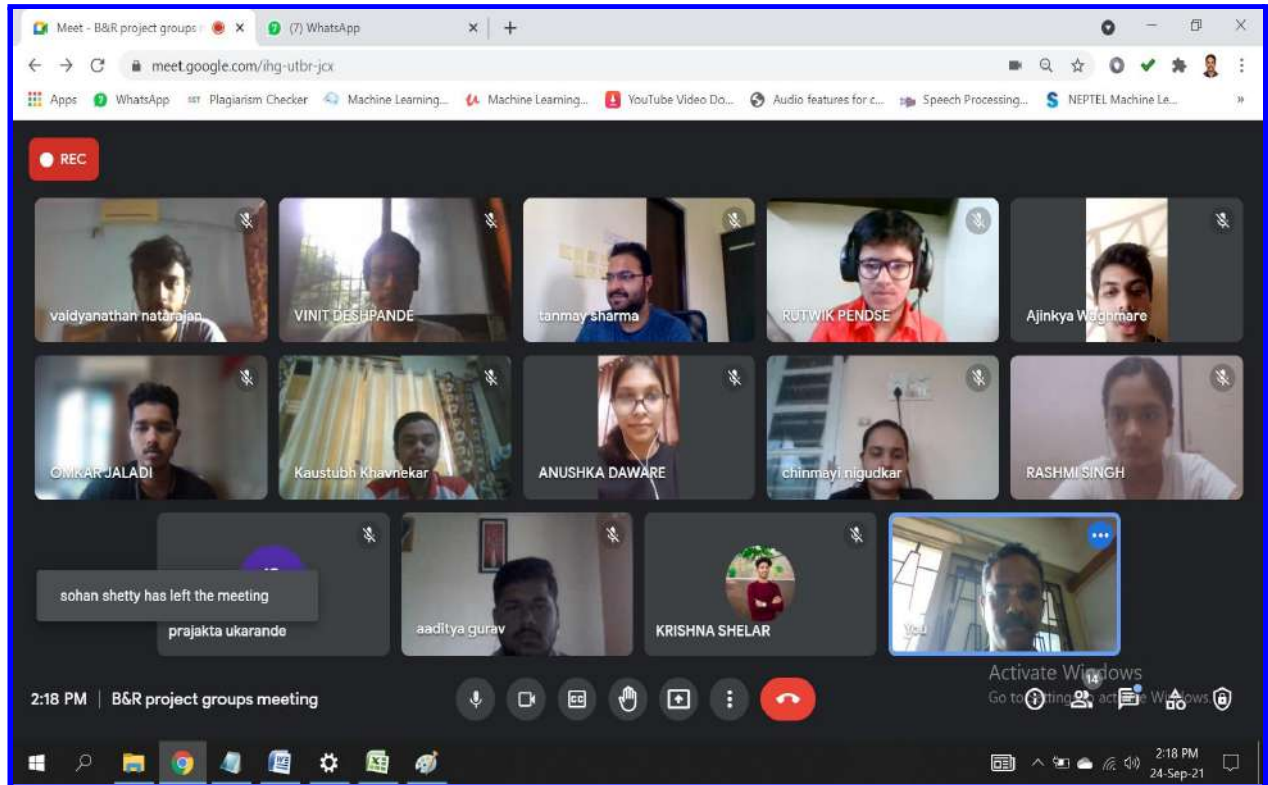 Meet - B&R project groups
(7) WhatsApp
meet.google.com/ihg-utbr-jcx
Apps WhatsApp Plagiarism Checker Machine Learning... Machine Learning... YouTube Video Do... Audio features for c... Speech Processing... NEPTEL Machine Le... »
REC
vaidyanathan natarajan
VINIT DESHPANDE
tanmay sharma
RUTWIK PENDSE
Ajinkya Waghmare
OMKAR JALADI
Kaustubh Khavnekar
ANUSHKA DAWARE
chinmayi nigudkar
RASHMI SINGH
sohan shetty has left the meeting
prajakta ukarande
aaditya gurav
KRISHNA SHELAR
You
Activate Windows
2:18 PM | B&R project groups meeting
CC
14
Go to
2:18 PM
24-Sep-21